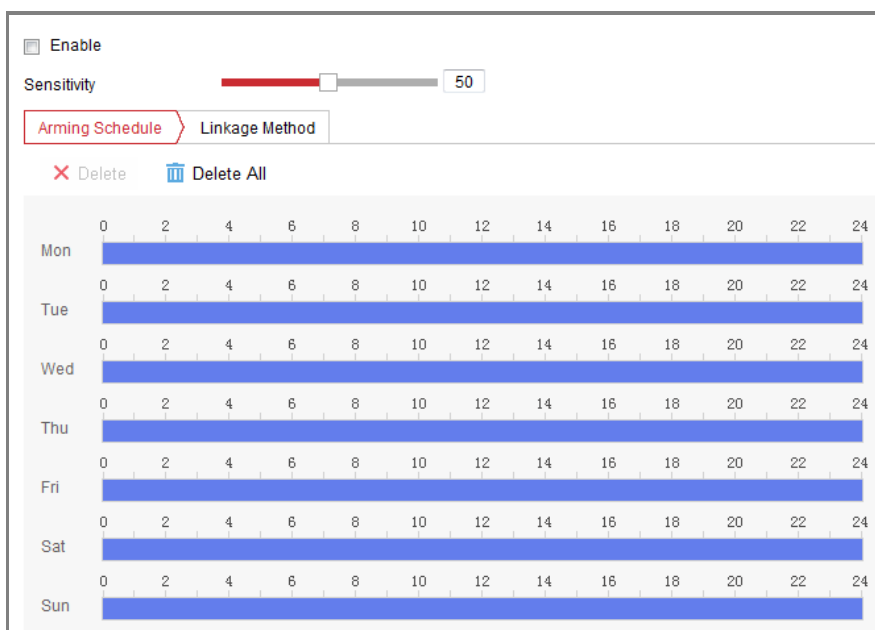 Enable
Sensitivity 50
Arming Schedule Linkage Method
Delete Delete All
0 2 4 6 8 10 12 14 16 18 20 22 24
Mon
0 2 4 6 8 10 12 14 16 18 20 22 24
Tue
0 2 4 6 8 10 12 14 16 18 20 22 24
Wed
0 2 4 6 8 10 12 14 16 18 20 22 24
Thu
0 2 4 6 8 10 12 14 16 18 20 22 24
Fri
0 2 4 6 8 10 12 14 16 18 20 22 24
Sat
0 2 4 6 8 10 12 14 16 18 20 22 24
Sun